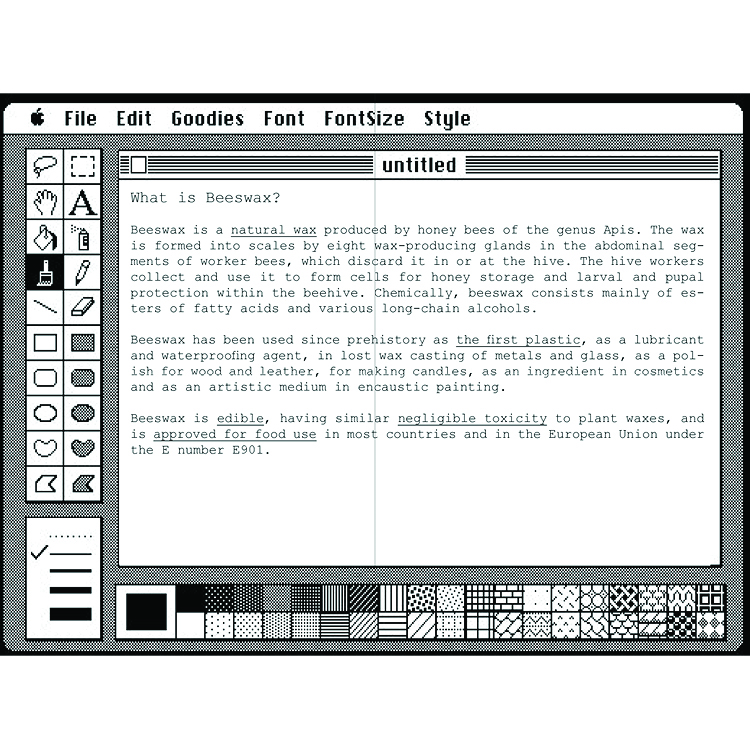 File Edit Goodies Font FontSize Style
untitled
A
What is Beeswax?
Beeswax is a natural wax produced by honey bees of the genus Apis. The wax
is formed into scales by eight wax-producing glands in the abdominal seg-
ments of worker bees, which discard it in or at the hive. The hive workers
collect and use it to form cells for honey storage and larval and pupal
protection within the beehive. Chemically, beeswax consists mainly of es-
ters of fatty acids and various long-chain alcohols.
Beeswax has been used since prehistory as the first plastic, as a lubricant
and waterproofing agent, in lost wax casting of metals and glass, as a pol-
ish for wood and leather, for making candles, as an ingredient in cosmetics
and as an artistic medium in encaustic painting.
Beeswax is edible, having similar negligible toxicity to plant waxes, and
is approved for food use in most countries and in the European Union under
the E number E901.